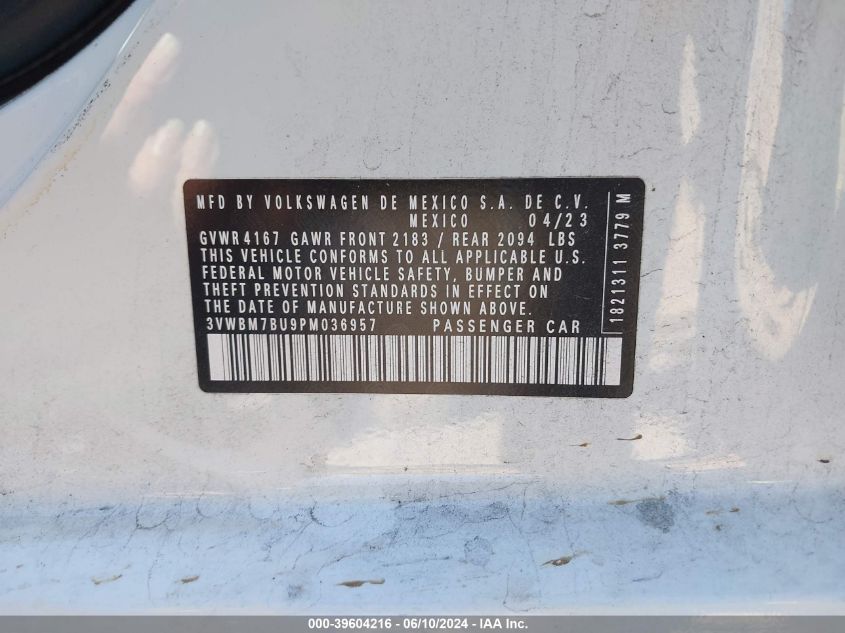 MFD BY VOLKSWAGEN DE MEXICO S.A. DE C.V.
MEXICO 04/23
GVWR 4167 GAWR FRONT 2183 / REAR 2094 LBS
THIS VEHICLE CONFORMS TO ALL APPLICABLE U.S.
FEDERAL MOTOR VEHICLE SAFETY, BUMPER AND
THEFT PREVENTION STANDARDS IN EFFECT ON
THE DATE OF MANUFACTURE SHOWN ABOVE.
3VWBM7BU9PM036957 PASSENGER CAR
1821311 3779 M
000-39604216 - 06/10/2024 - IAA Inc.